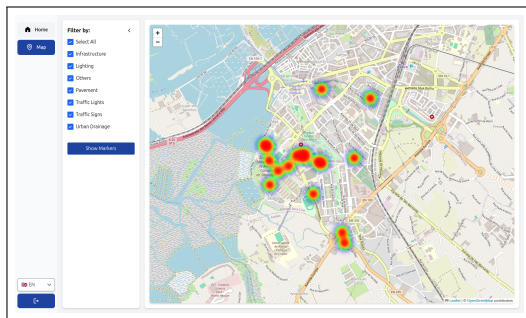 Home
Map
Filter by:
Select All
Infrastructure
Lighting
Others
Pavement
Traffic Lights
Traffic Signs
Urban Drainage
Show Markers
+
−
EN
Leaflet | © OpenStreetMap contributors